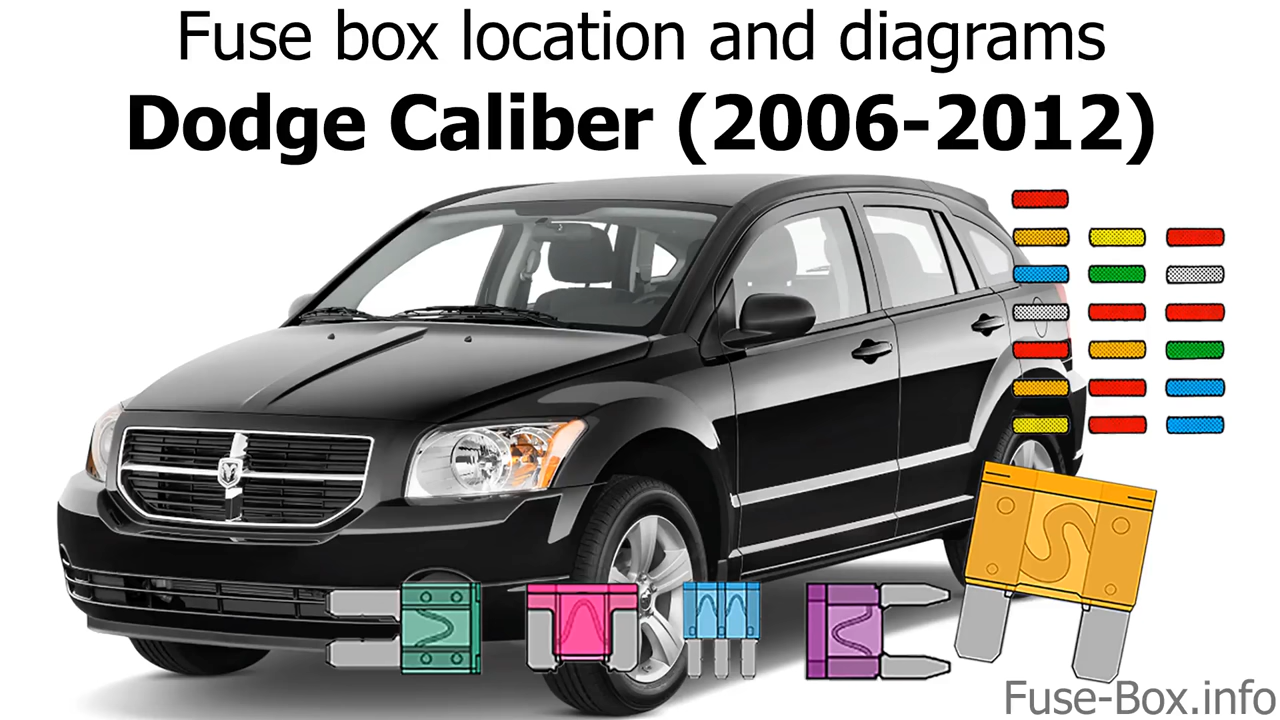 Fuse box location and diagrams
Dodge Caliber (2006-2012)
Fuse-Box.info